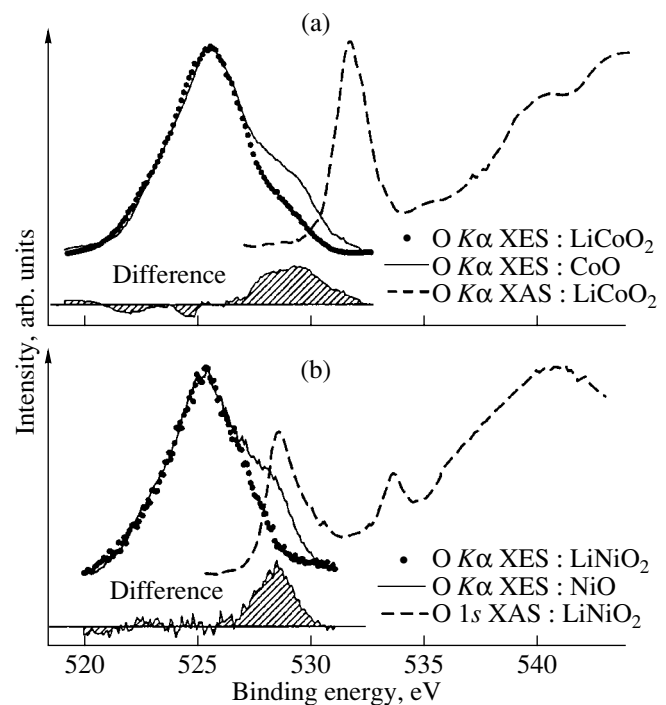 (a)
O Kα XES : LiCoO2
O Kα XES : CoO
O Kα XAS : LiCoO2
Difference
Intensity, arb. units
(b)
O Kα XES : LiNiO2
O Kα XES : NiO
O 1s XAS : LiNiO2
Difference
520 525 530 535 540
Binding energy, eV